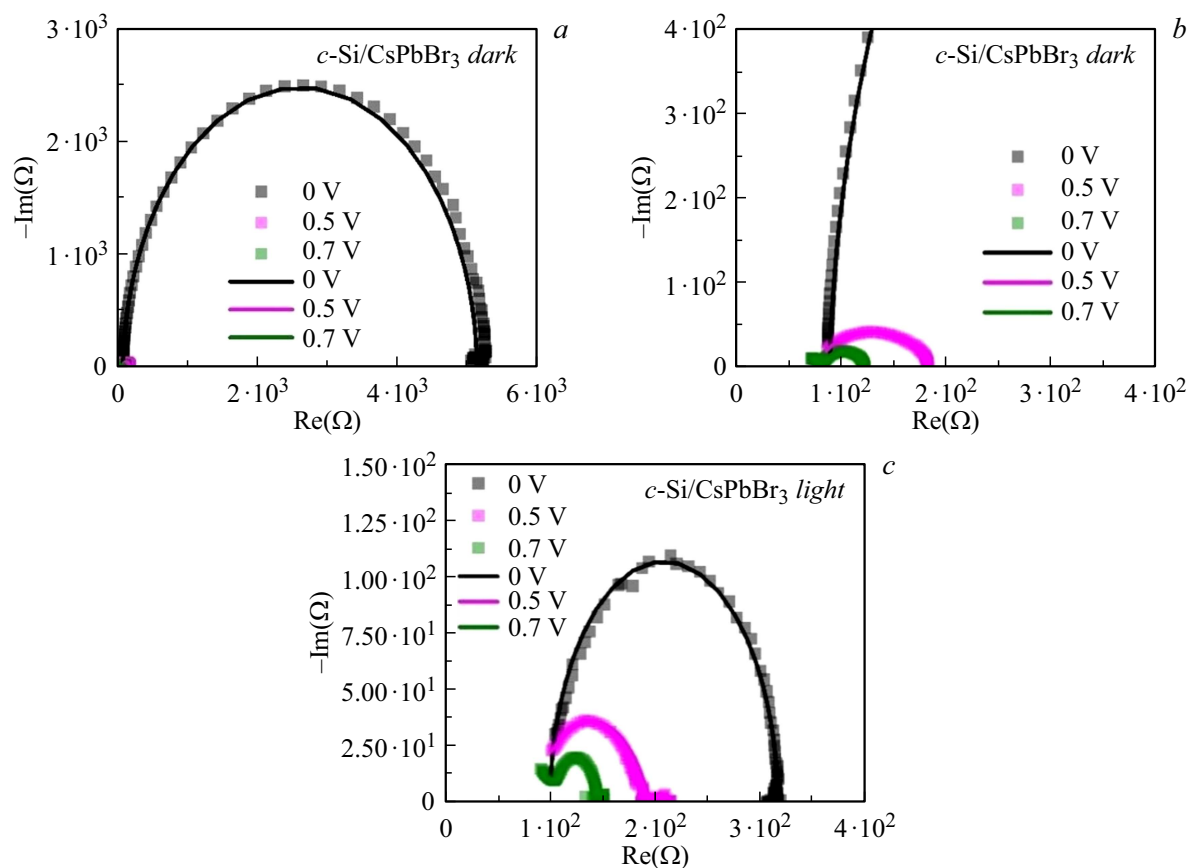 a
c-Si/CsPbBr₃ dark
3·10³
2·10³
1·10³
0
–Im(Ω)
0 V
0.5 V
0.7 V
0 V
0.5 V
0.7 V
0 2·10³ 4·10³ 6·10³
Re(Ω)
b
c-Si/CsPbBr₃ dark
4·10²
3·10²
2·10²
1·10²
0
–Im(Ω)
0 V
0.5 V
0.7 V
0 V
0.5 V
0.7 V
0 1·10² 2·10² 3·10² 4·10²
Re(Ω)
c
c-Si/CsPbBr₃ light
1.50·10²
1.25·10²
1.00·10²
7.50·10¹
5.00·10¹
2.50·10¹
0
–Im(Ω)
0 V
0.5 V
0.7 V
0 V
0.5 V
0.7 V
0 1·10² 2·10² 3·10² 4·10²
Re(Ω)